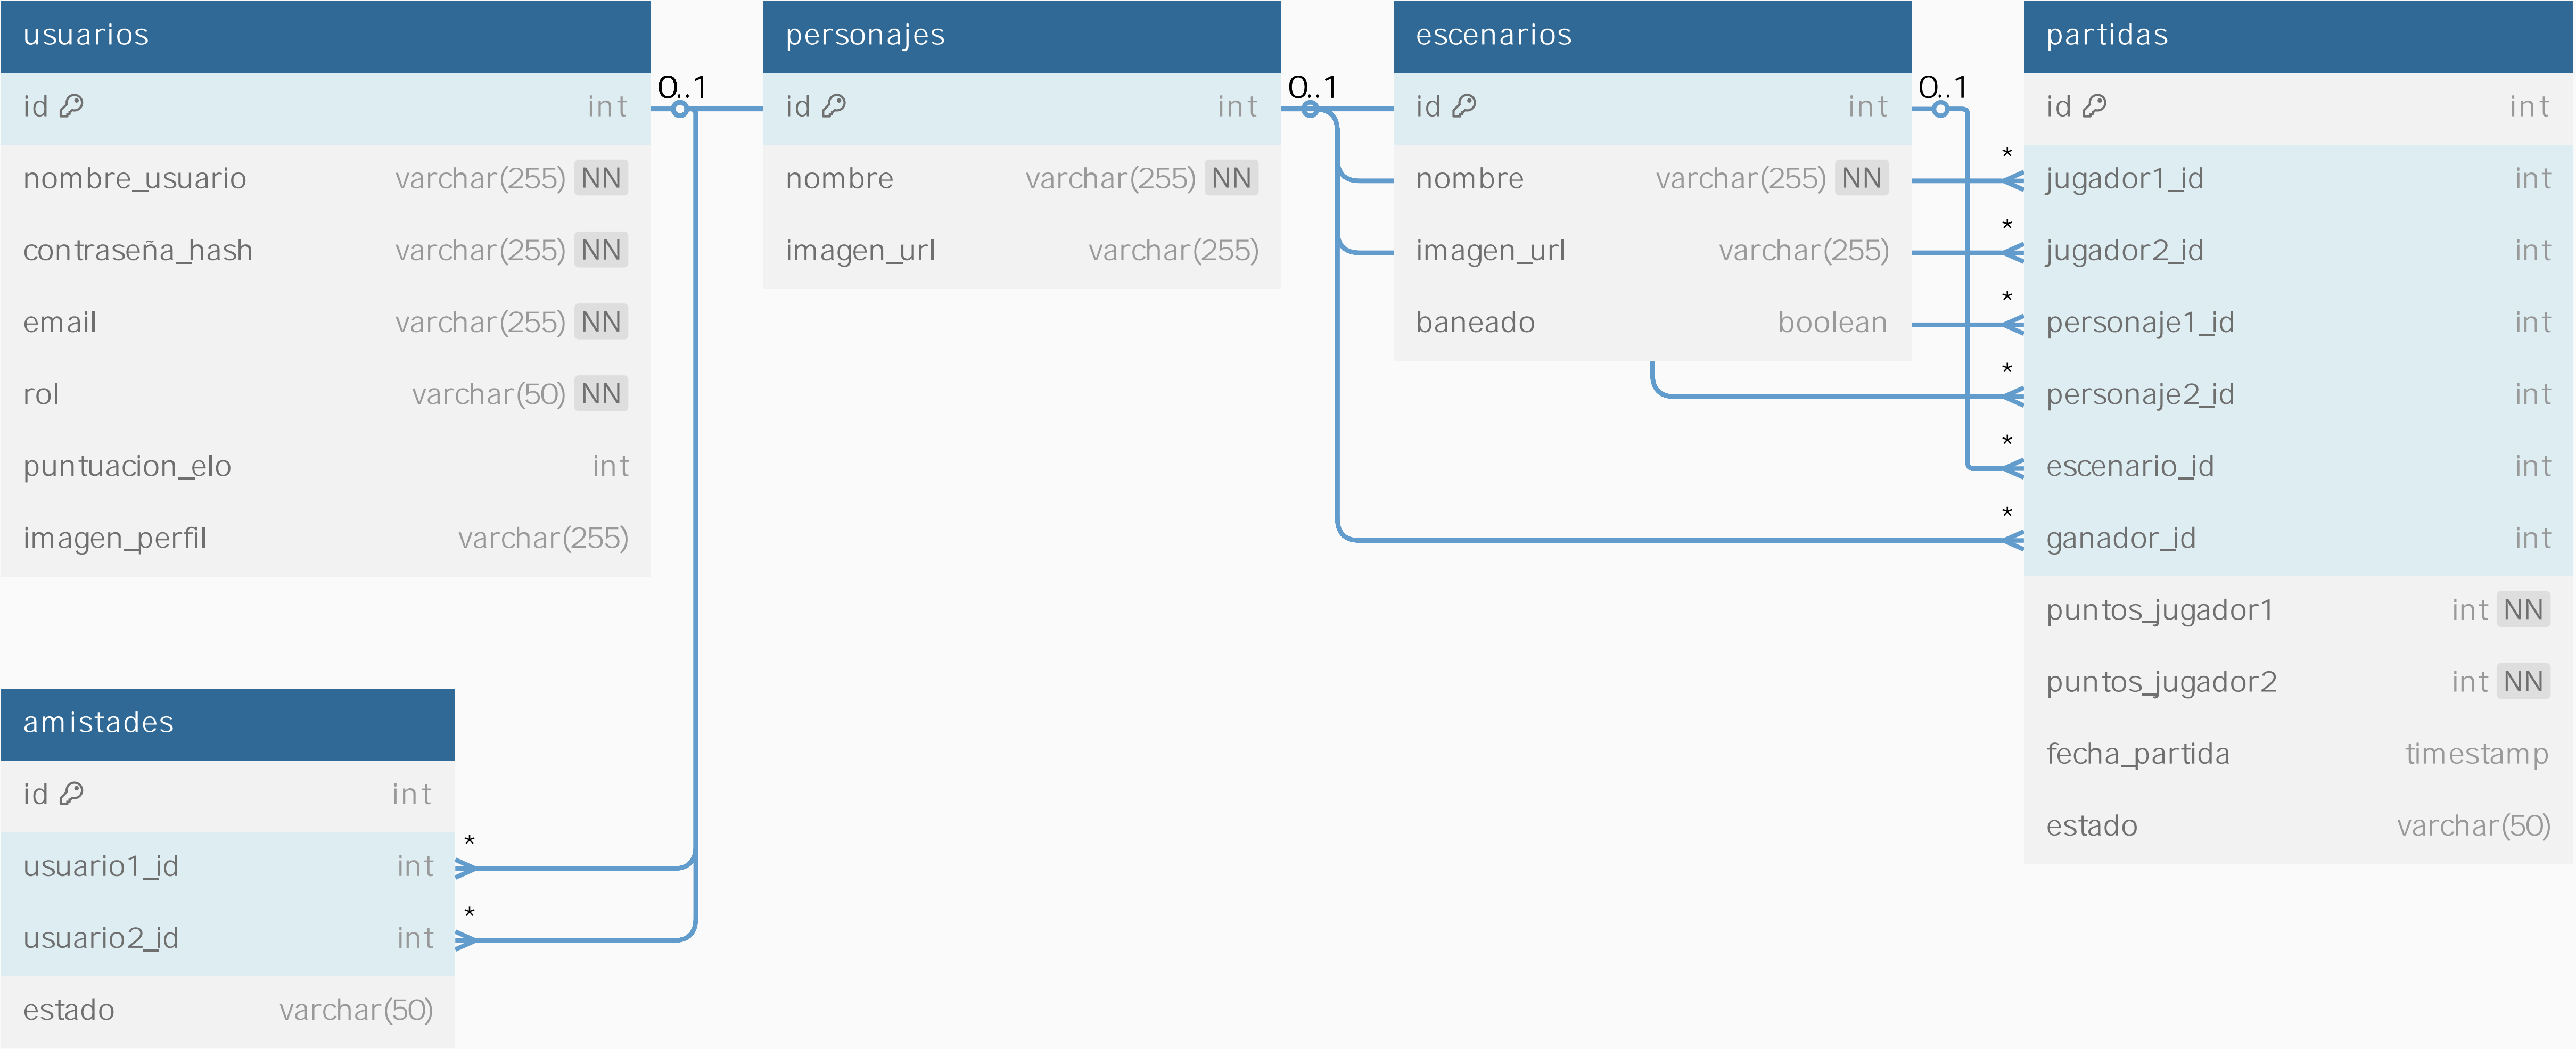 usuarios
id int
nombre_usuario varchar(255) NN
contraseña_hash varchar(255) NN
email varchar(255) NN
rol varchar(50) NN
puntuacion_elo int
imagen_perfil varchar(255)
0..1
personajes
id int
nombre varchar(255) NN
imagen_url varchar(255)
0..1
escenarios
id int
nombre varchar(255) NN
imagen_url varchar(255)
baneado boolean
0..1
partidas
id int
* jugador1_id int
* jugador2_id int
* personaje1_id int
* personaje2_id int
* escenario_id int
* ganador_id int
puntos_jugador1 int NN
puntos_jugador2 int NN
fecha_partida timestamp
estado varchar(50)
amistades
id int
usuario1_id int *
usuario2_id int *
estado varchar(50)